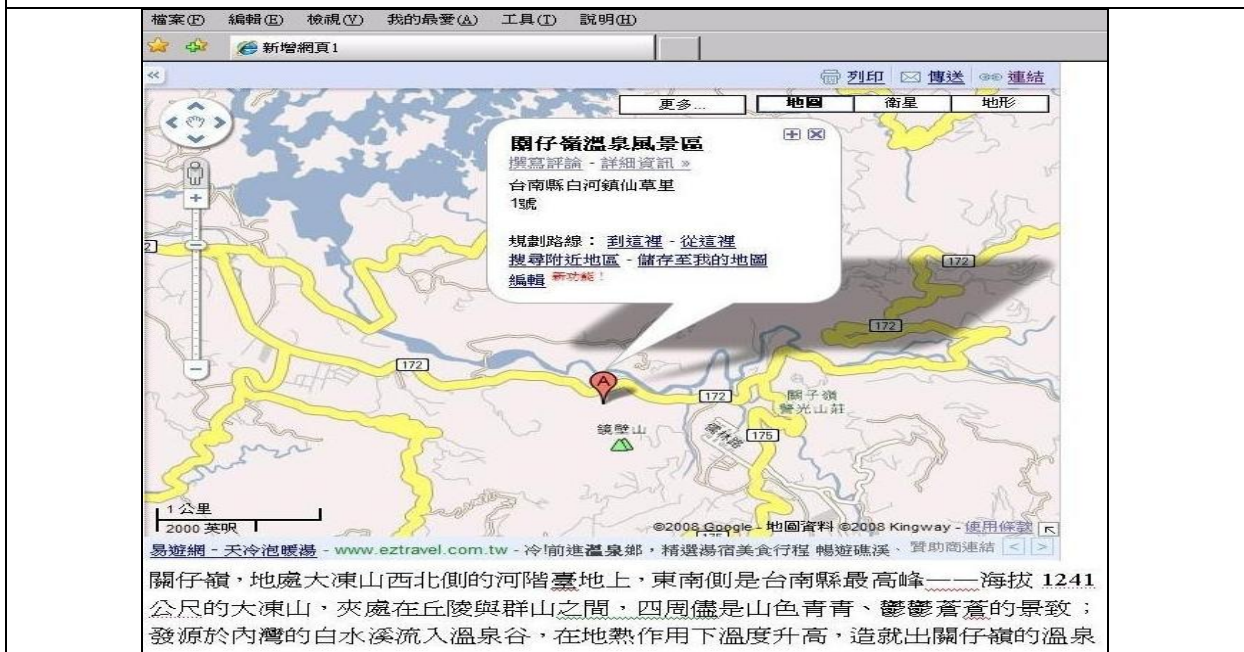 檔案(F) 編輯(E) 檢視(V) 我的最愛(A) 工具(T) 說明(H)
新增網頁1
列印 傳送 連結
更多... 地圖 衛星 地形
關仔嶺溫泉風景區
撰寫評論 - 詳細資訊 »
台南縣白河鎮仙草里
1號
規劃路線： 到這裡 - 從這裡
搜尋附近地區 - 儲存至我的地圖
編輯 新功能！
172
172
172
A
172
關子嶺
警光山莊
鏡壁山
175
1 公里
2000 英呎
©2008 Google - 地圖資料 ©2008 Kingway - 使用條款
易遊網 - 天冷泡暖湯 - www.eztravel.com.tw - 冷!前進溫泉鄉，精選湯宿美食行程 暢遊礁溪、 贊助商連結
關仔嶺，地處大凍山西北側的河階臺地上，東南側是台南縣最高峰——海拔 1241
公尺的大凍山，夾處在丘陵與群山之間，四周儘是山色青青、鬱鬱蒼蒼的景致；
發源於內灣的白水溪流入溫泉谷，在地熱作用下溫度升高，造就出關仔嶺的溫泉